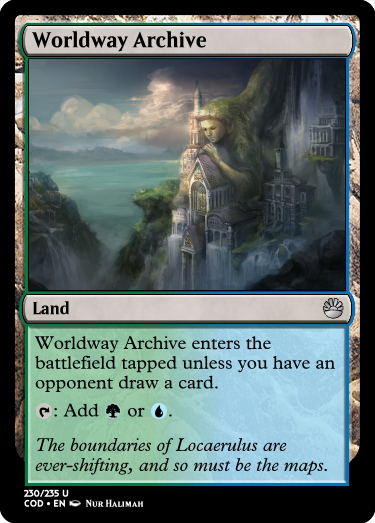 Worldway Archive
Land
Worldway Archive enters the
battlefield tapped unless you have an
opponent draw a card.
: Add or .
The boundaries of Locaerulus are
ever-shifting, and so must be the maps.
230/235 U
COD • EN Nur Halimah